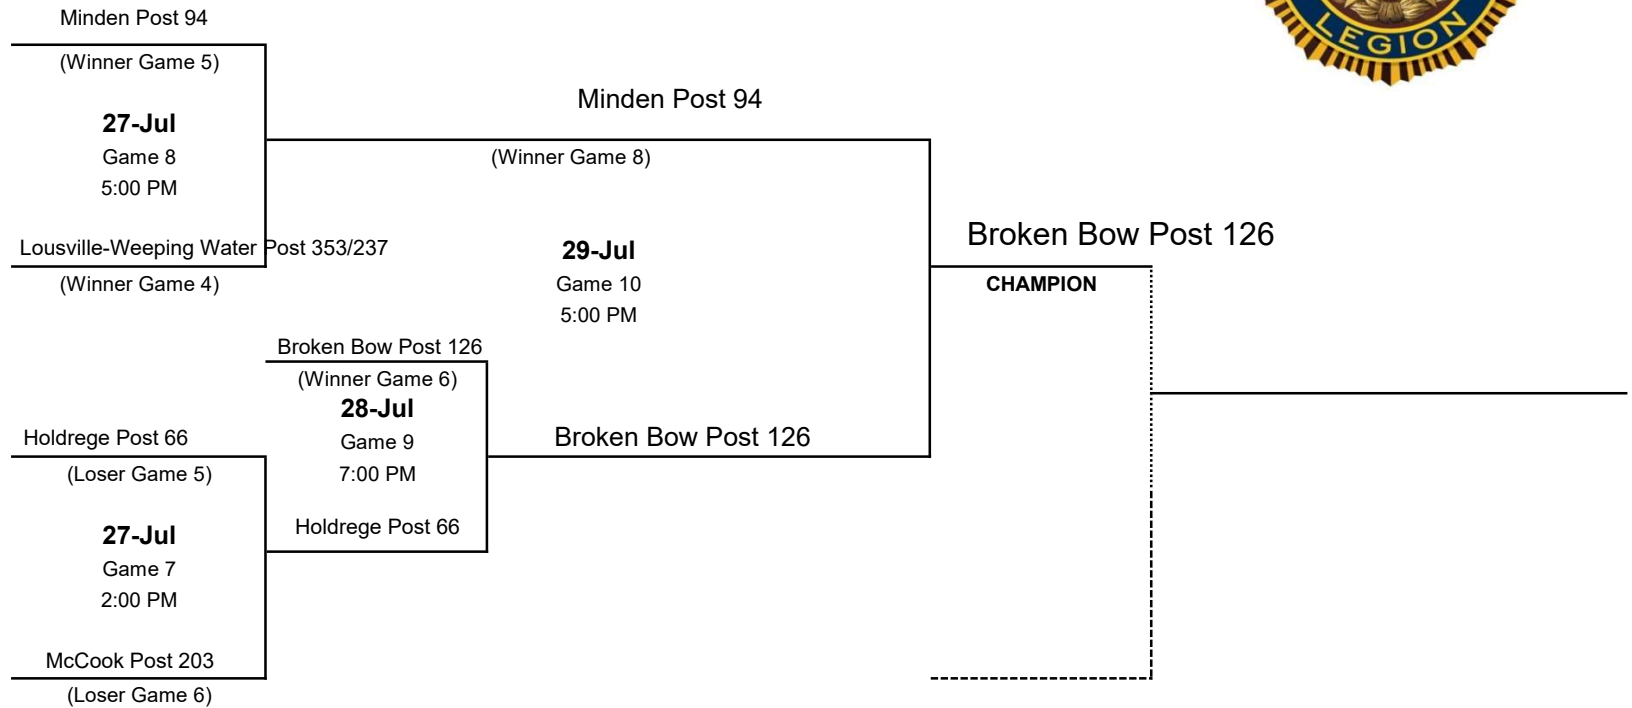 Minden Post 94
(Winner Game 5)
27-Jul
Game 8
5:00 PM
Lousville-Weeping Water Post 353/237
(Winner Game 4)
LEGION
Minden Post 94
(Winner Game 8)
29-Jul
Game 10
5:00 PM
Broken Bow Post 126
CHAMPION
Broken Bow Post 126
(Winner Game 6)
28-Jul
Game 9
7:00 PM
Holdrege Post 66
Broken Bow Post 126
Holdrege Post 66
(Loser Game 5)
27-Jul
Game 7
2:00 PM
McCook Post 203
(Loser Game 6)